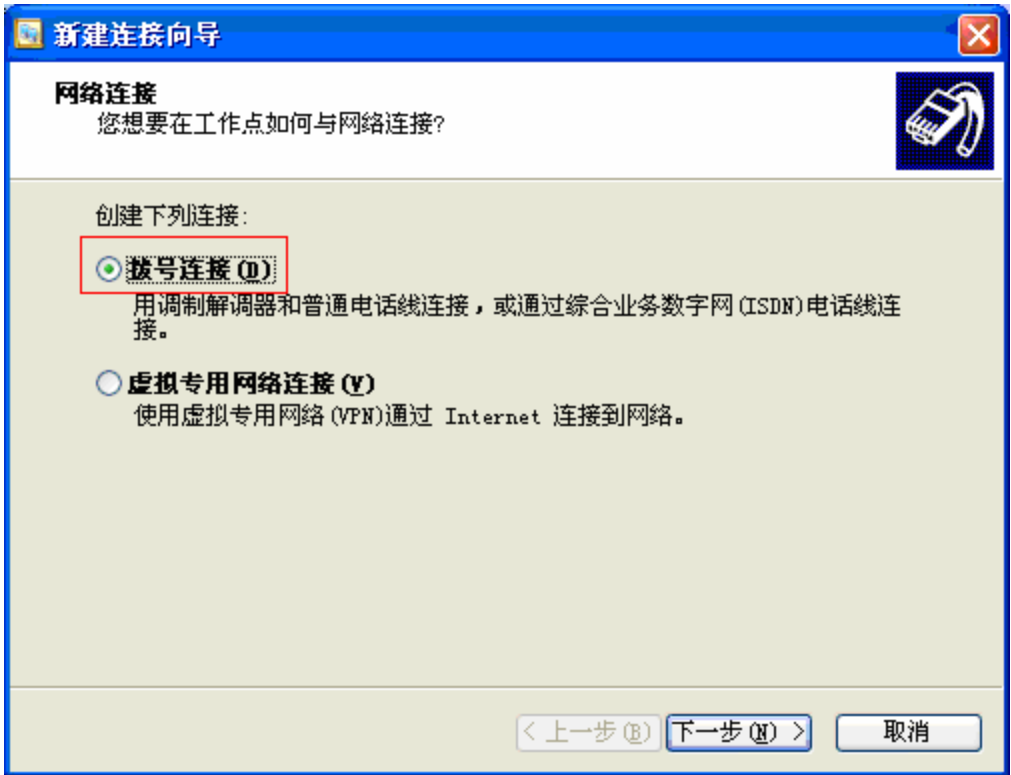 新建连接向导
网络连接
您想要在工作点如何与网络连接?
创建下列连接:
拨号连接(D)
用调制解调器和普通电话线连接，或通过综合业务数字网(ISDN)电话线连
接。
虚拟专用网络连接(V)
使用虚拟专用网络(VPN)通过 Internet 连接到网络。
< 上一步(B) 下一步(N) > 取消